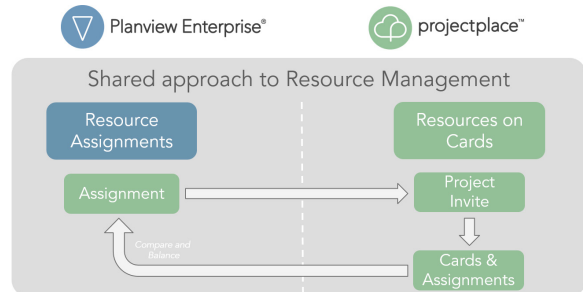 Planview Enterprise®
projectplace™
Shared approach to Resource Management
Resource
Assignments
Resources on
Cards
Assignment
Project
Invite
Compare and
Balance
Cards &
Assignments